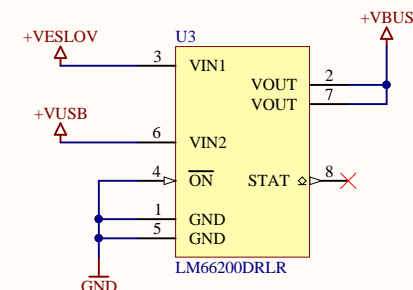 +VBUS
+VESLOV
U3
3 VIN1
VOUT 2
VOUT 7
+VUSB
6 VIN2
4 ON STAT 8
1 GND
5 GND
LM66200DRLR
GND